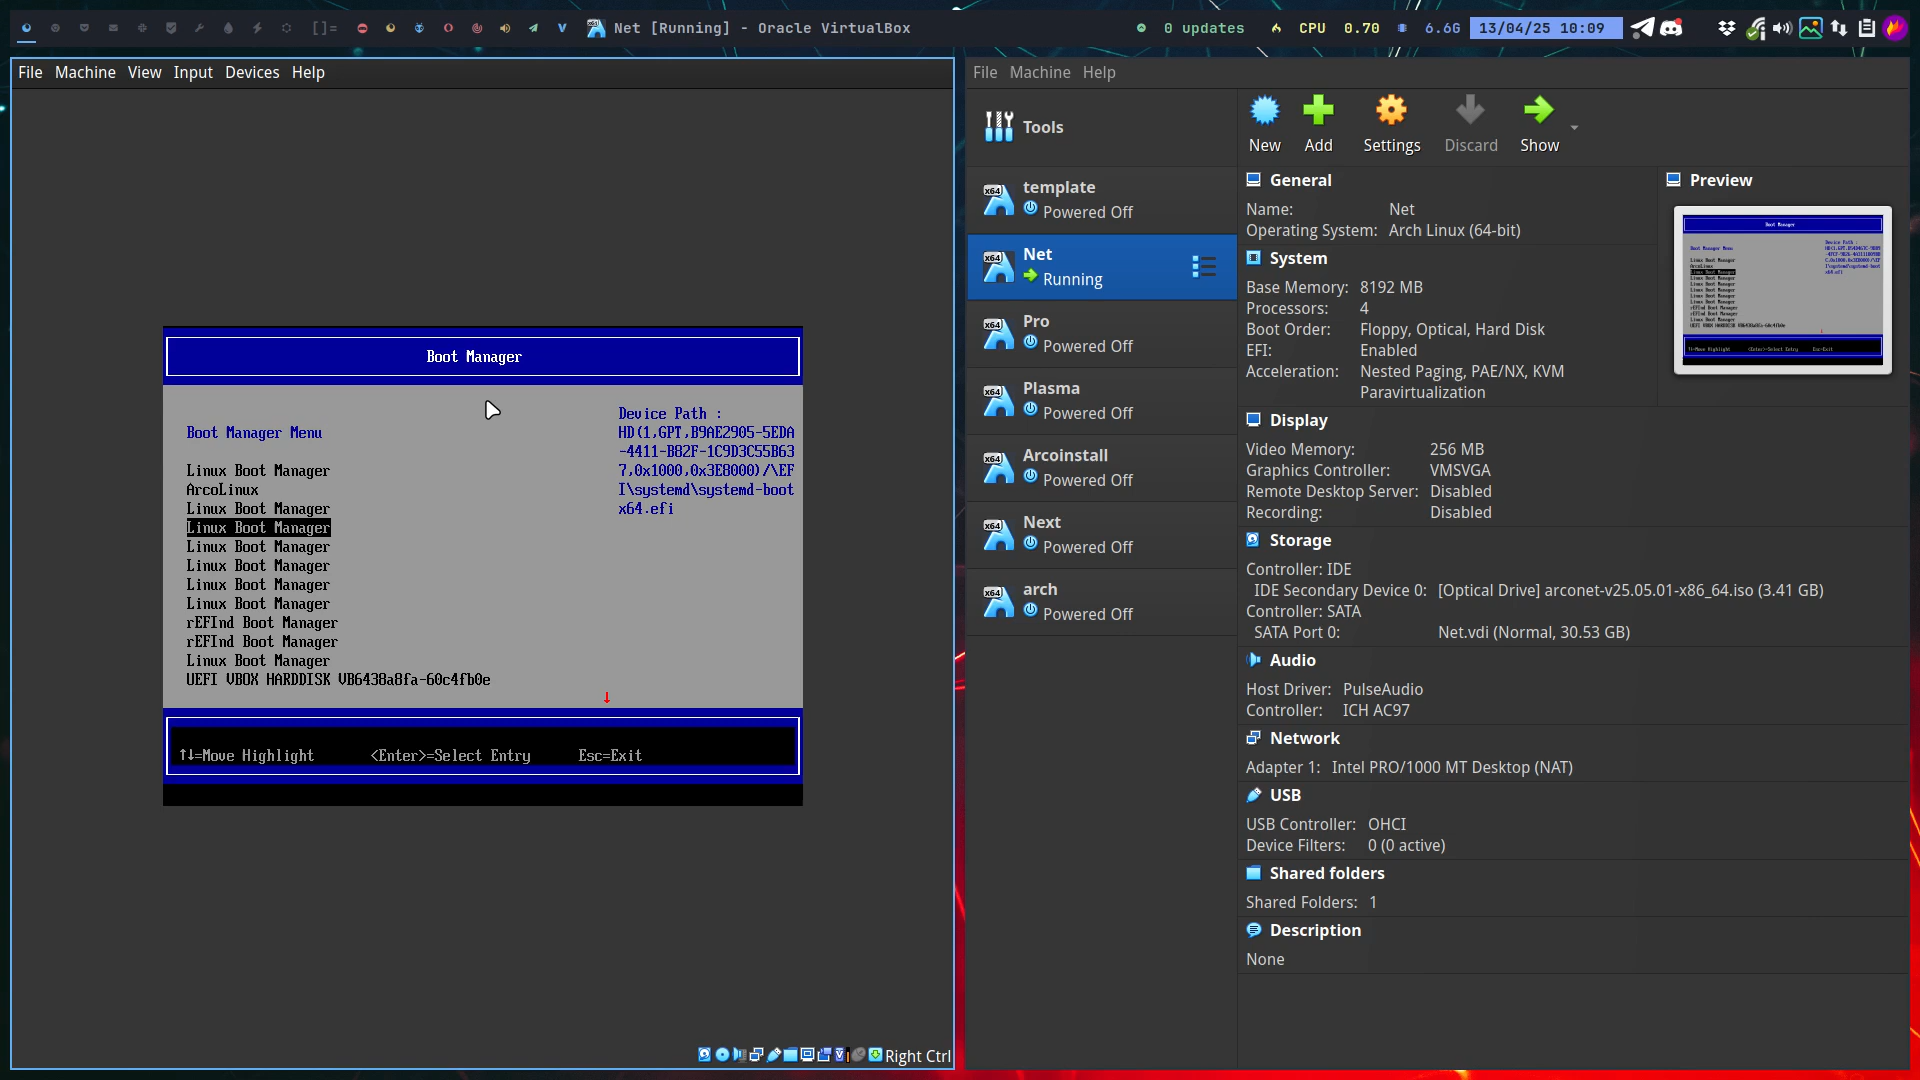 []= Net [Running] - Oracle VirtualBox 0 updates CPU 0.70 6.6G 13/04/25 10:09
File Machine View Input Devices Help
Boot Manager
Boot Manager Menu
Linux Boot Manager
ArcoLinux
Linux Boot Manager
Linux Boot Manager
Linux Boot Manager
Linux Boot Manager
Linux Boot Manager
Linux Boot Manager
rEFInd Boot Manager
rEFInd Boot Manager
Linux Boot Manager
UEFI VBOX HARDDISK VB6438a8fa-60c4fb0e
Device Path :
HD(1,GPT,B9AE2905-5EDA
-4411-B82F-1C9D3C55B63
7,0x1000,0x3E8000)/\EF
I\systemd\systemd-boot
x64.efi
↓
↑↓=Move Highlight <Enter>=Select Entry Esc=Exit
Right Ctrl
File Machine Help
Tools
New Add Settings Discard Show
x64 template
Powered Off
x64 Net
Running
x64 Pro
Powered Off
x64 Plasma
Powered Off
x64 Arcoinstall
Powered Off
x64 Next
Powered Off
x64 arch
Powered Off
General
Name: Net
Operating System: Arch Linux (64-bit)
System
Base Memory: 8192 MB
Processors: 4
Boot Order: Floppy, Optical, Hard Disk
EFI: Enabled
Acceleration: Nested Paging, PAE/NX, KVM
Paravirtualization
Preview
Boot Manager
Display
Video Memory: 256 MB
Graphics Controller: VMSVGA
Remote Desktop Server: Disabled
Recording: Disabled
Storage
Controller: IDE
IDE Secondary Device 0: [Optical Drive] arconet-v25.05.01-x86_64.iso (3.41 GB)
Controller: SATA
SATA Port 0: Net.vdi (Normal, 30.53 GB)
Audio
Host Driver: PulseAudio
Controller: ICH AC97
Network
Adapter 1: Intel PRO/1000 MT Desktop (NAT)
USB
USB Controller: OHCI
Device Filters: 0 (0 active)
Shared folders
Shared Folders: 1
Description
None